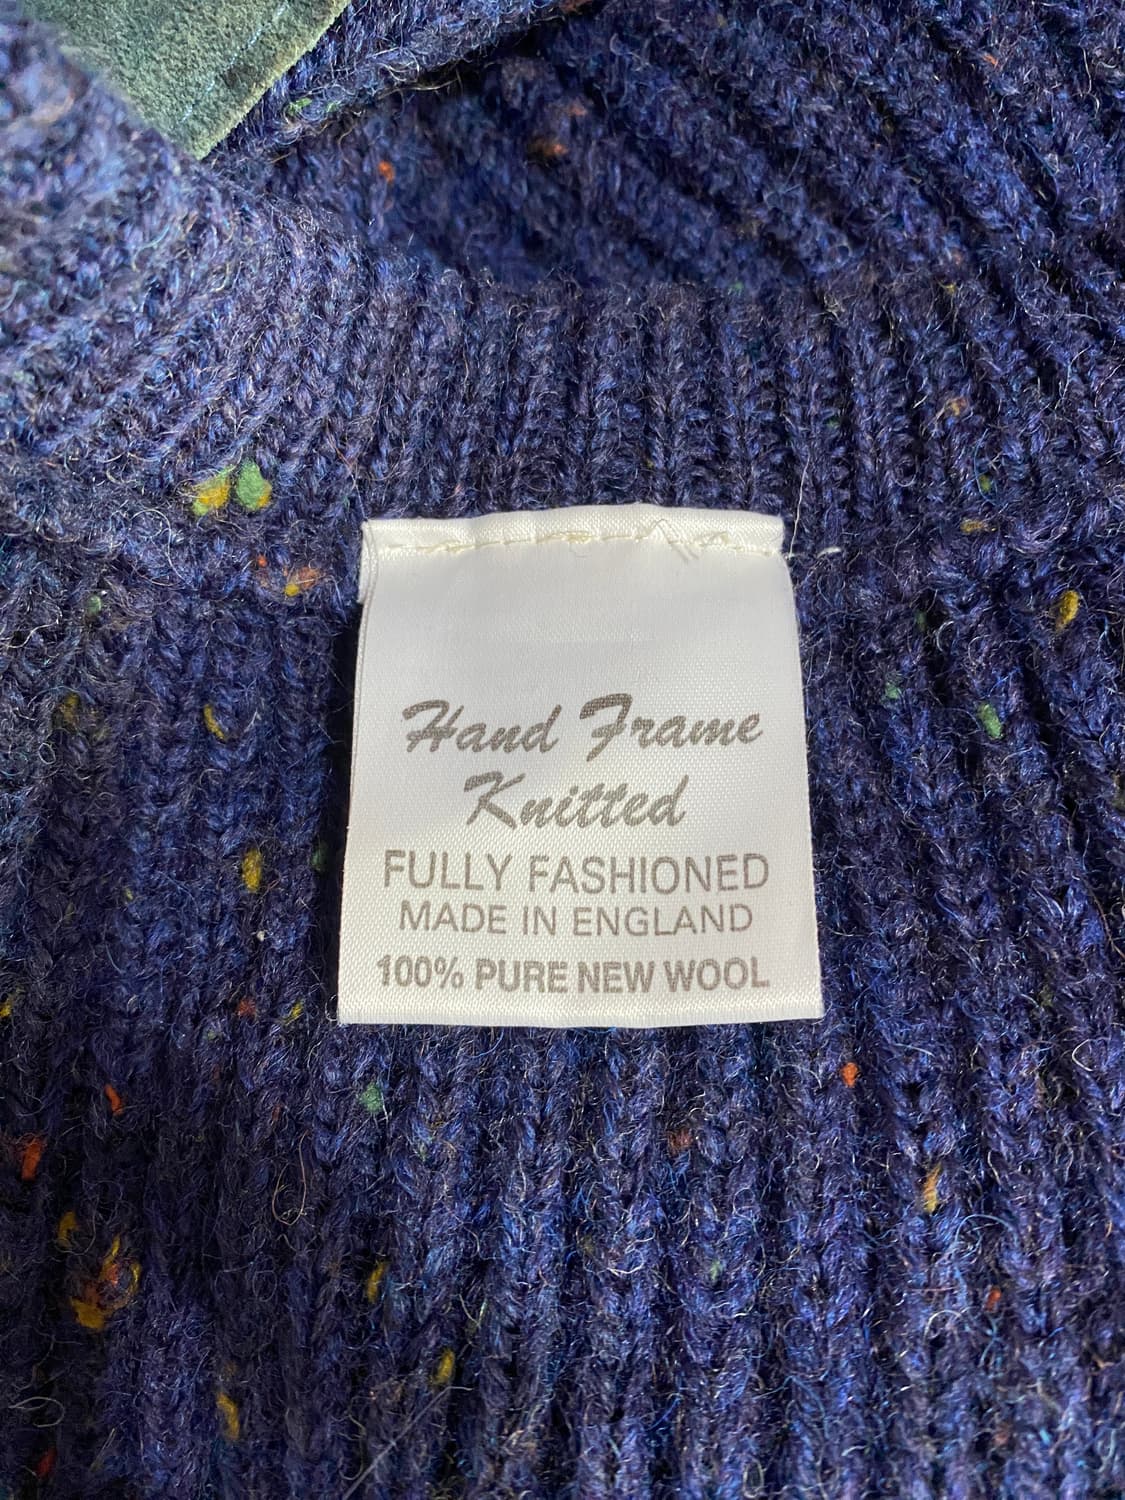 Hand Frame
Knitted
FULLY FASHIONED
MADE IN ENGLAND
100% PURE NEW WOOL